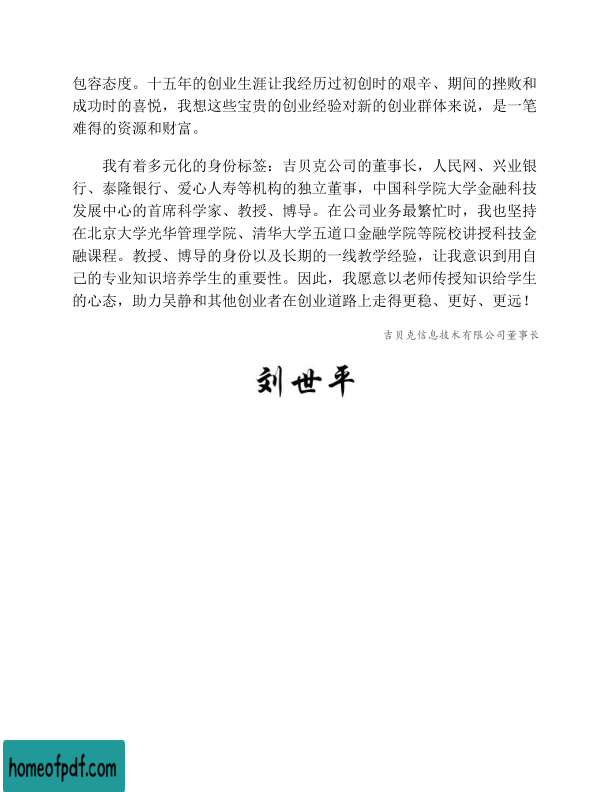 包容态度。十五年的创业生涯让我经历过初创时的艰辛、期间的挫败和
成功时的喜悦，我想这些宝贵的创业经验对新的创业群体来说，是一笔
难得的资源和财富。
我有着多元化的身份标签：吉贝克公司的董事长，人民网、兴业银
行、泰隆银行、爱心人寿等机构的独立董事，中国科学院大学金融科技
发展中心的首席科学家、教授、博导。在公司业务最繁忙时，我也坚持
在北京大学光华管理学院、清华大学五道口金融学院等院校讲授科技金
融课程。教授、博导的身份以及长期的一线教学经验，让我意识到用自
己的专业知识培养学生的重要性。因此，我愿意以老师传授知识给学生
的心态，助力吴静和其他创业者在创业道路上走得更稳、更好、更远！
吉贝克信息技术有限公司董事长
刘世平
homeofpdf.com